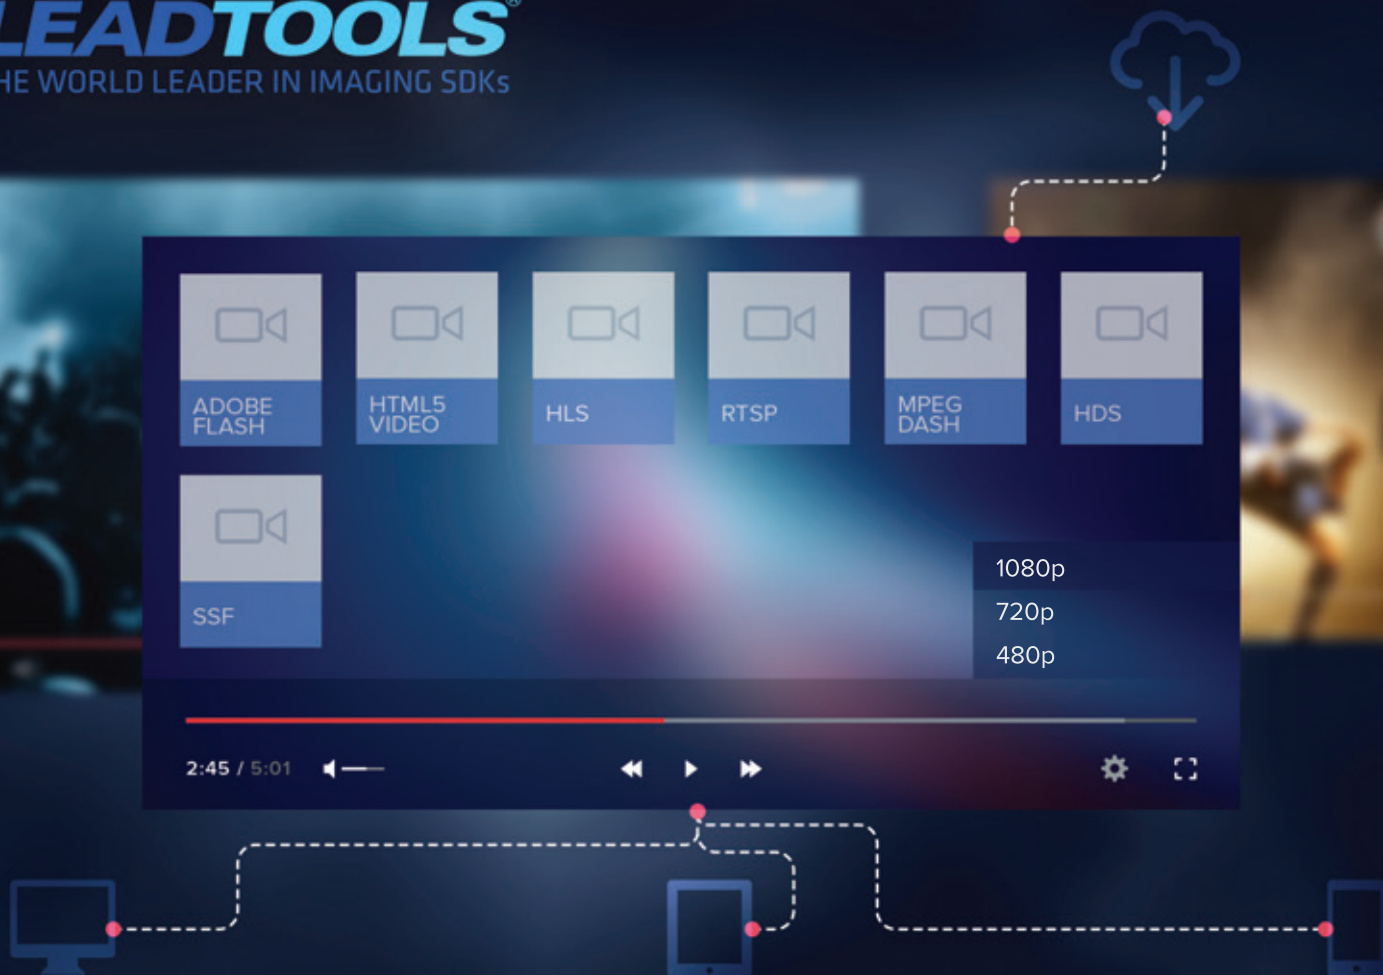 LEADTOOLS®
HE WORLD LEADER IN IMAGING SDKs
ADOBE
FLASH
HTML5
VIDEO
HLS
RTSP
MPEG
DASH
HDS
SSF
1080p
720p
480p
2:45 / 5:01